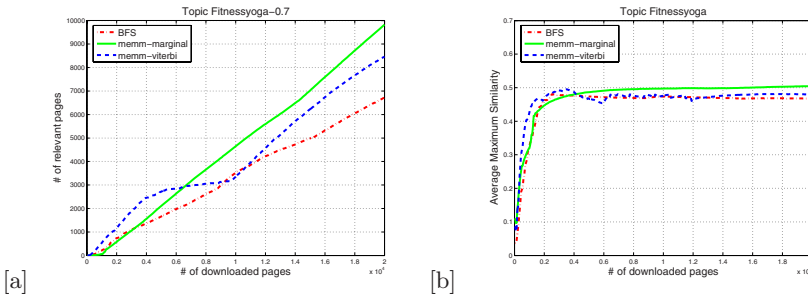 Topic Fitnessyoga−0.7
10000
9000
8000
7000
6000
5000
4000
3000
2000
1000
0
# of relevant pages
BFS
memm−marginal
memm−viterbi
0 0.2 0.4 0.6 0.8 1 1.2 1.4 1.6 1.8 2
x 10⁴
# of downloaded pages
[a]
Topic Fitnessyoga
0.7
0.6
0.5
0.4
0.3
0.2
0.1
0
Average Maximum Similarity
BFS
memm−marginal
memm−viterbi
0 0.2 0.4 0.6 0.8 1 1.2 1.4 1.6 1.8
x 10
# of downloaded pages
[b]